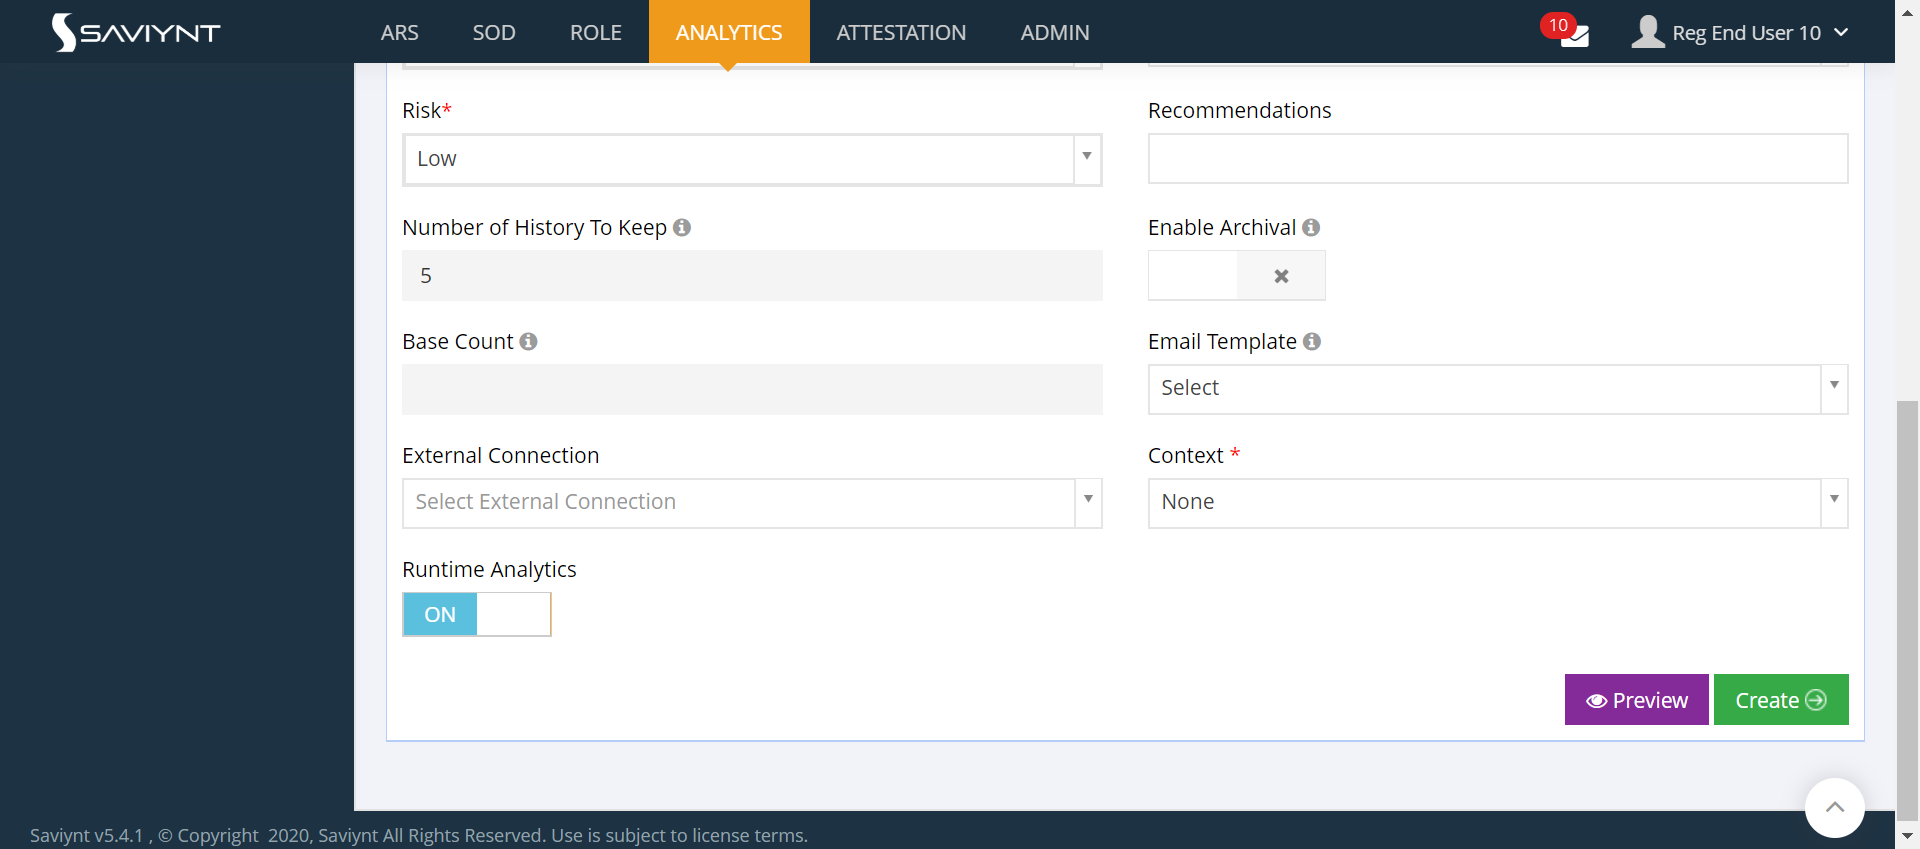 SAVIYNT
ARS SOD ROLE ANALYTICS ATTESTATION ADMIN 10 Reg End User 10
Risk* Recommendations
Low
Number of History To Keep Enable Archival
5
Base Count Email Template
Select
External Connection Context *
Select External Connection None
Runtime Analytics
ON
Preview Create
Saviynt v5.4.1 , © Copyright 2020, Saviynt All Rights Reserved. Use is subject to license terms.